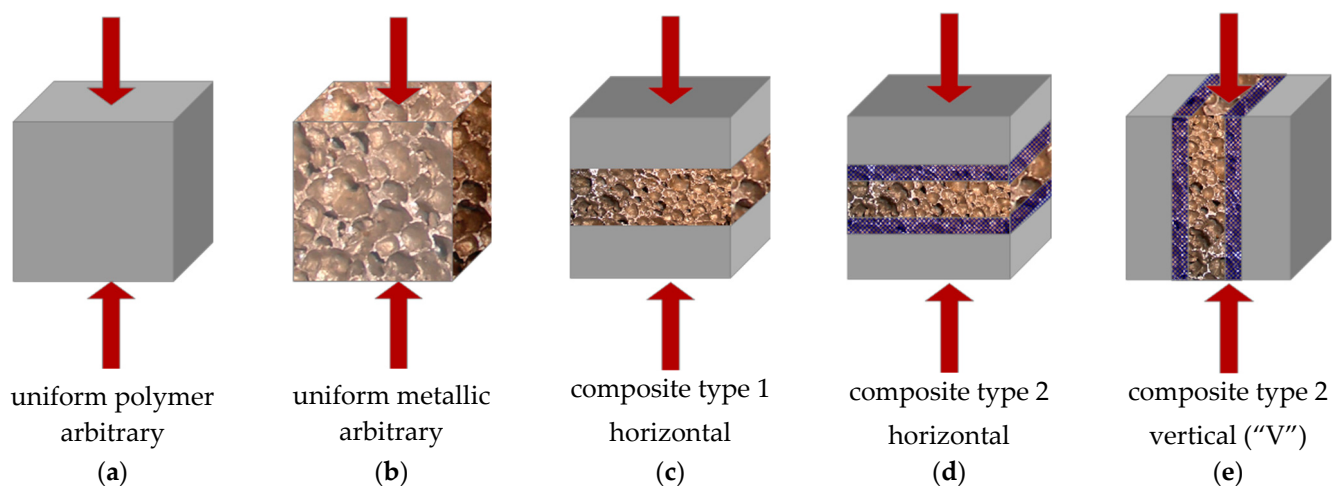 uniform polymer
arbitrary
(a)
uniform metallic
arbitrary
(b)
composite type 1
horizontal
(c)
composite type 2
horizontal
(d)
composite type 2
vertical (“V”)
(e)